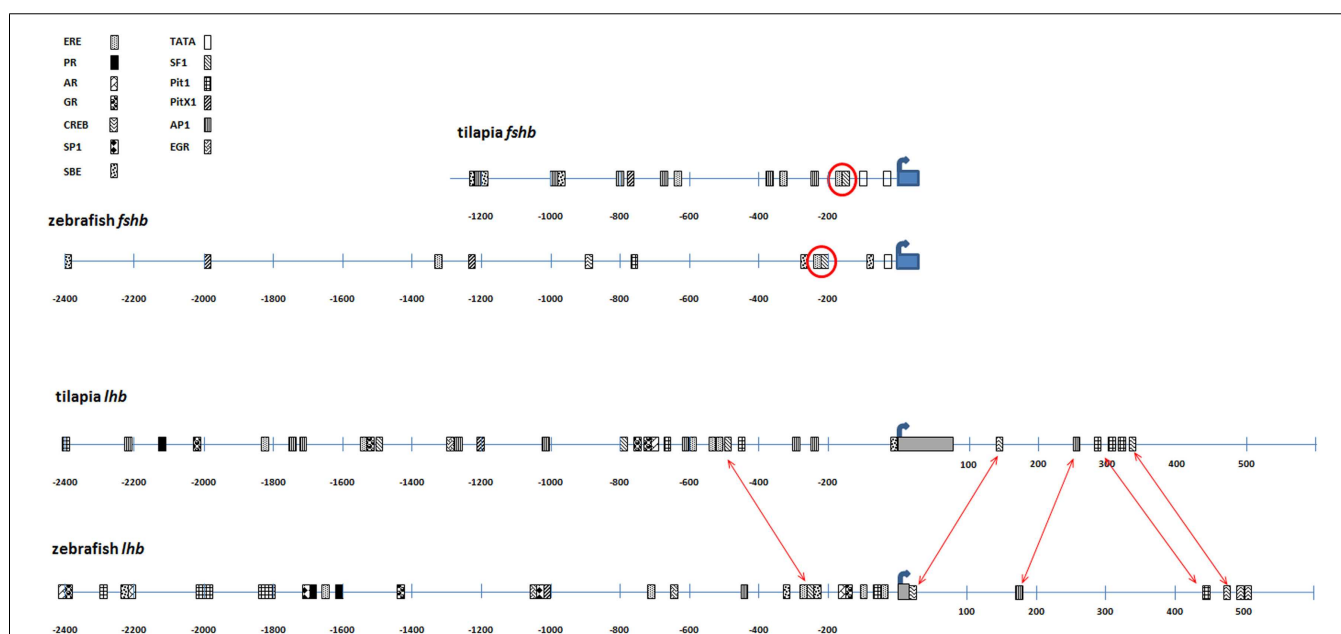 ERE TATA
PR SF1
AR Pit1
GR PitX1
CREB AP1
SP1 EGR
SBE
tilapia fshb
-1200 -1000 -800 -600 -400 -200
zebrafish fshb
-2400 -2200 -2000 -1800 -1600 -1400 -1200 -1000 -800 -600 -400 -200
tilapia lhb
100 200 300 400 500
-2400 -2200 -2000 -1800 -1600 -1400 -1200 -1000 -800 -600 -400 -200
zebrafish lhb
100 200 300 400 500
-2400 -2200 -2000 -1800 -1600 -1400 -1200 -1000 -800 -600 -400 -200